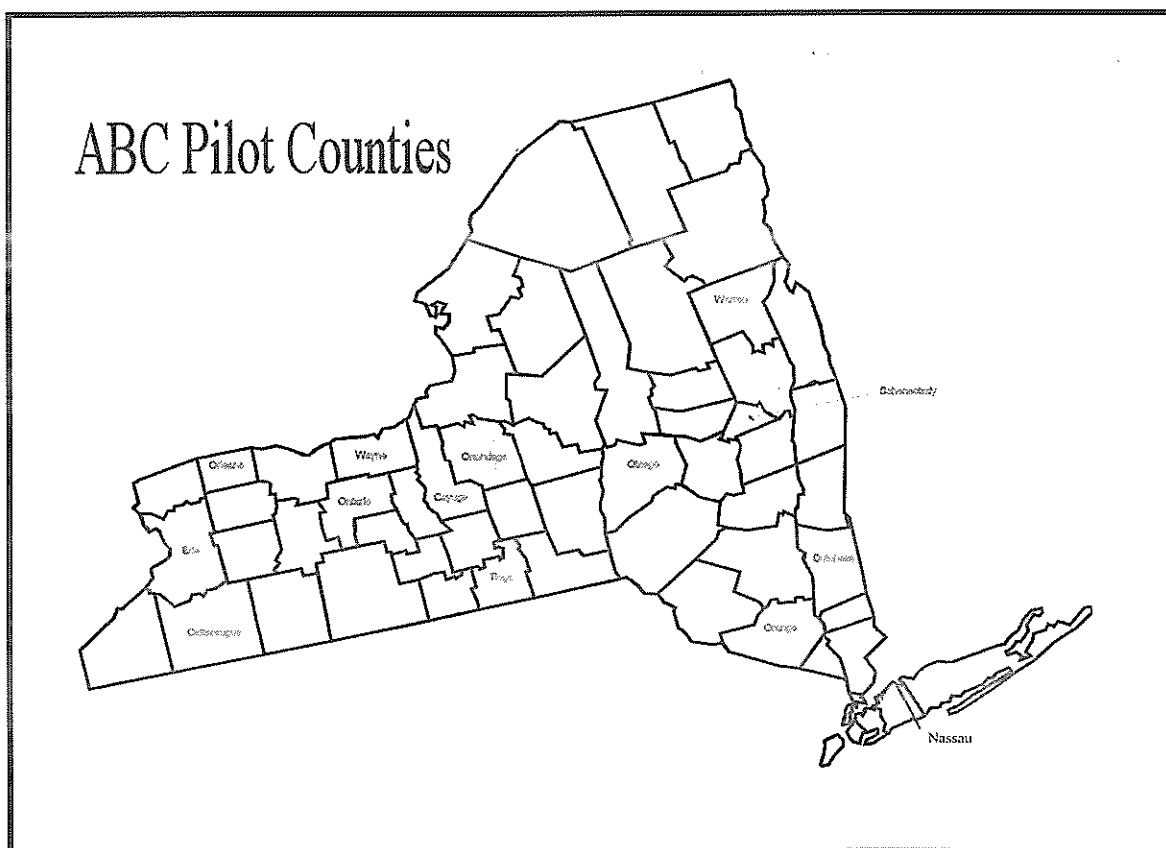 ABC Pilot Counties
Warren
Schenectady
Orleans
Wayne
Onondaga
Otsego
Ontario
Cayuga
Erie
Dutchess
Tioga
Cattaraugus
Orange
Nassau